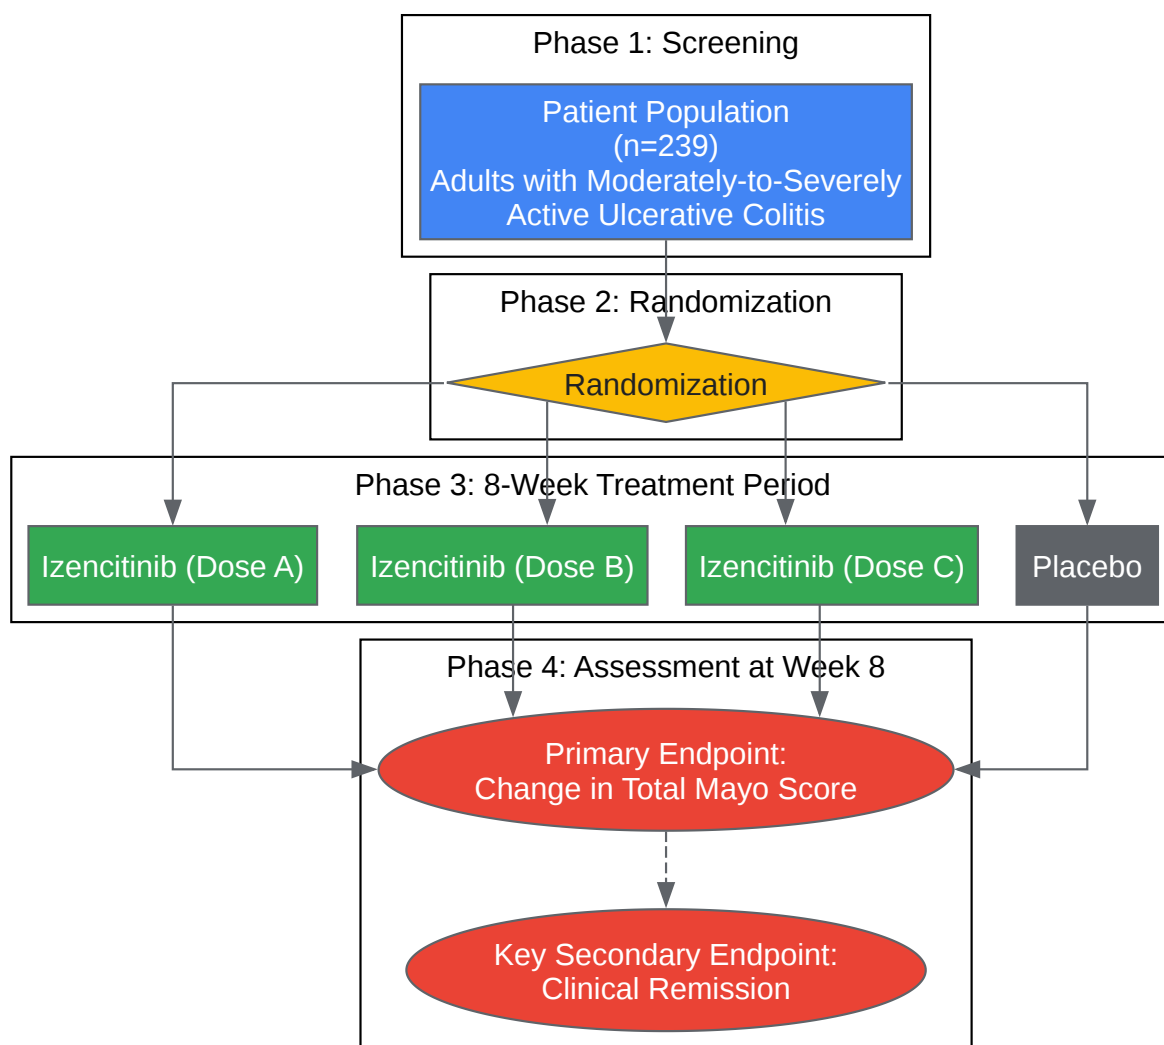 Phase 1: Screening
Patient Population
(n=239)
Adults with Moderately-to-Severely
Active Ulcerative Colitis
Phase 2: Randomization
Randomization
Phase 3: 8-Week Treatment Period
Izencitinib (Dose A)
Izencitinib (Dose B)
Izencitinib (Dose C)
Placebo
Phase 4: Assessment at Week 8
Primary Endpoint:
Change in Total Mayo Score
Key Secondary Endpoint:
Clinical Remission